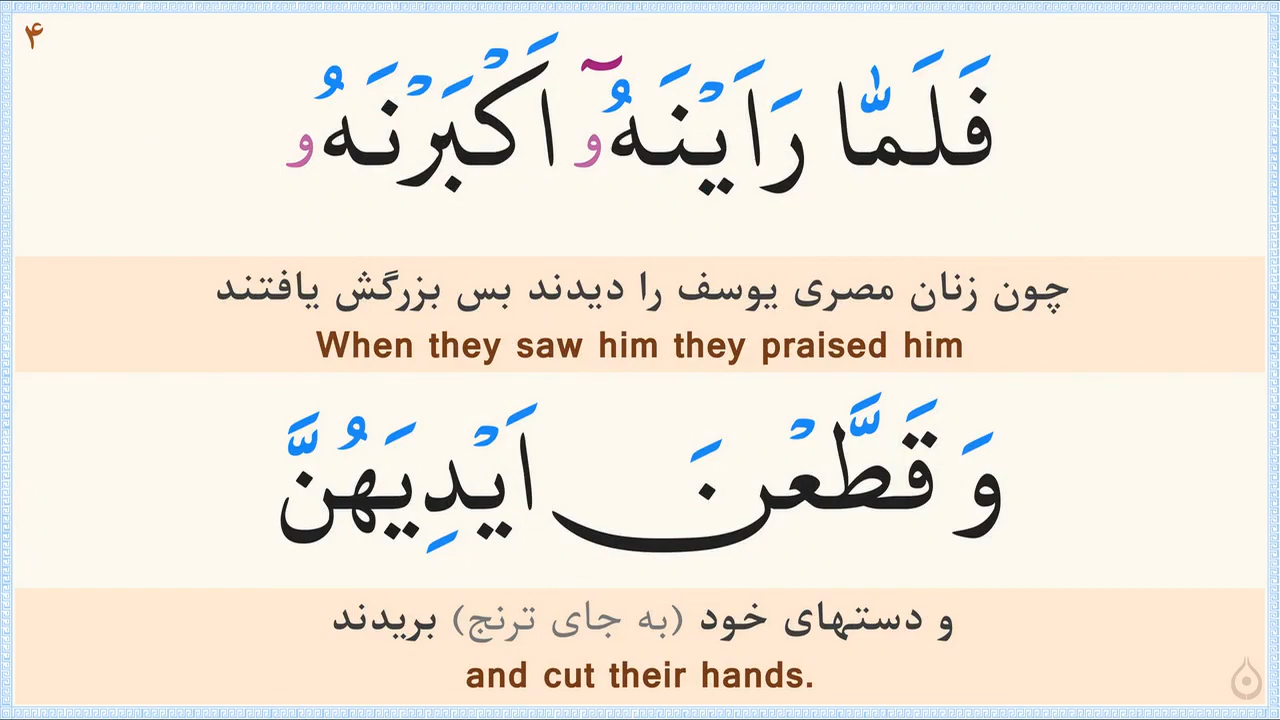 ۴
فَلَمّٰا رَاَيْنَهُۥٓ اَكْبَرْنَهُۥ
چون زنان مصری یوسف را دیدند بس بزرگش یافتند
When they saw him they praised him
وَ قَطَّعْنَ اَيْدِيَهُنَّ
و دستهای خود (به جای ترنج) بریدند
and cut their hands.